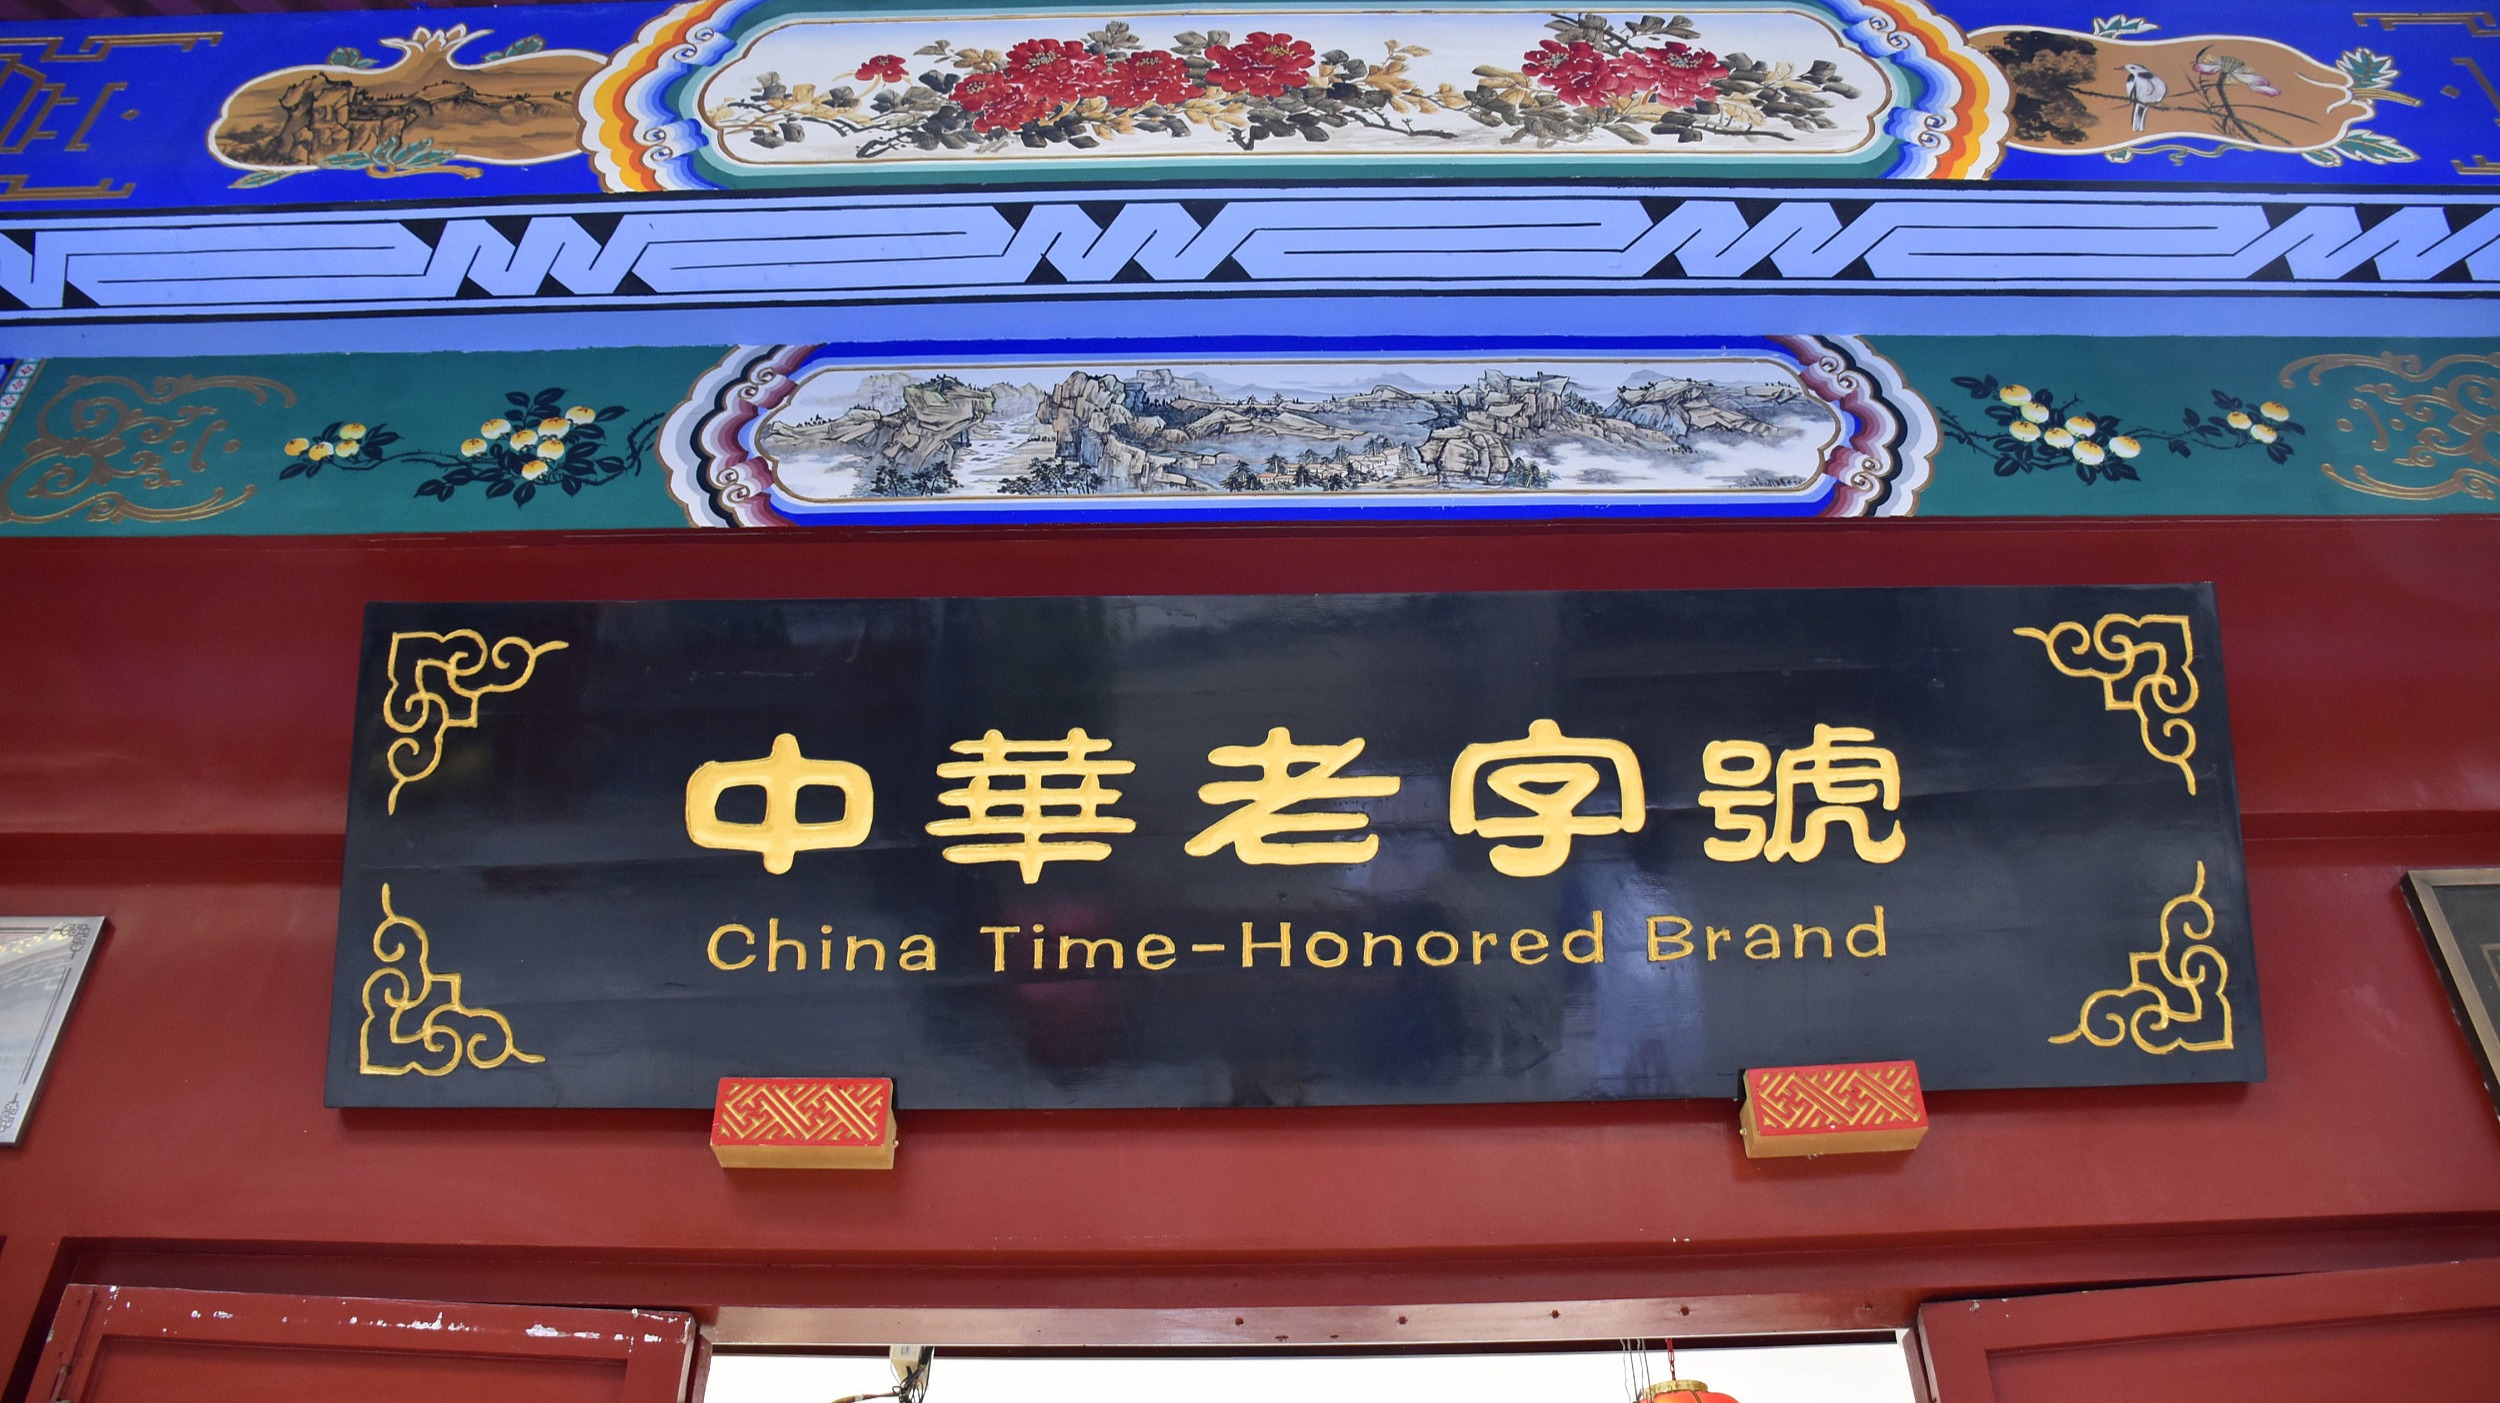 中華老字號
China Time-Honored Brand